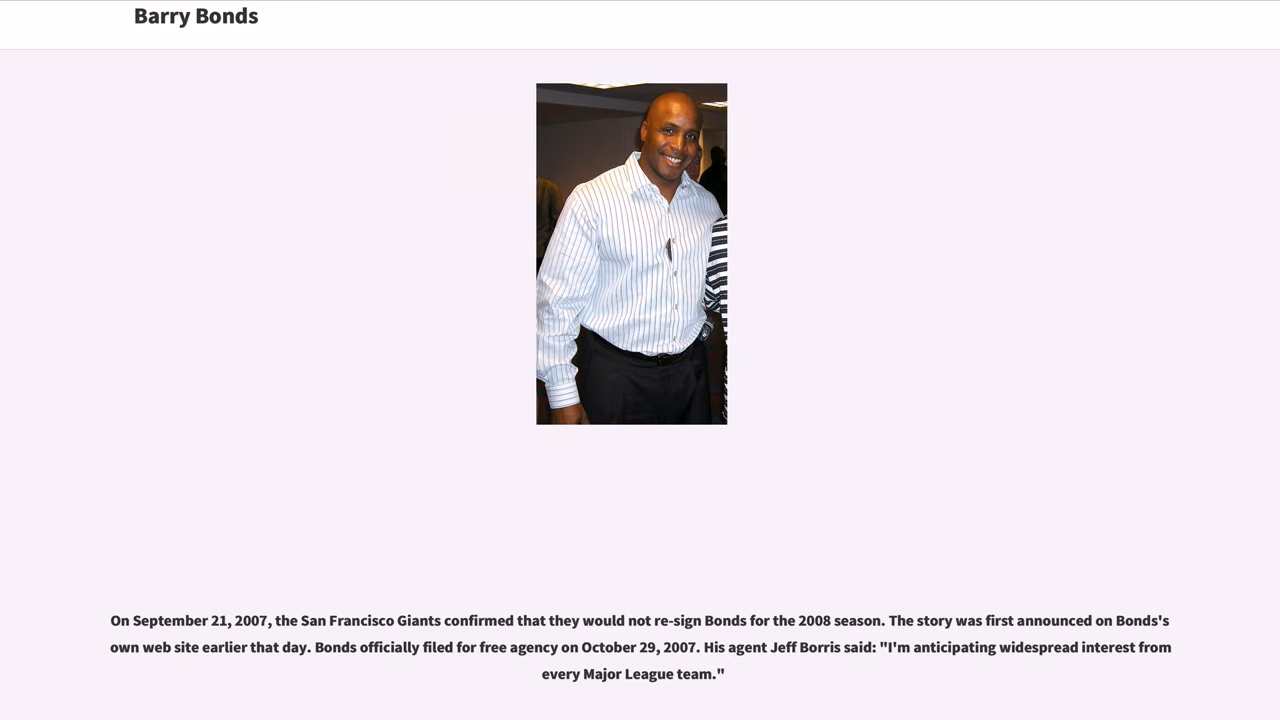 Barry Bonds
On September 21, 2007, the San Francisco Giants confirmed that they would not re-sign Bonds for the 2008 season. The story was first announced on Bonds's
own web site earlier that day. Bonds officially filed for free agency on October 29, 2007. His agent Jeff Borris said: "I'm anticipating widespread interest from
every Major League team."